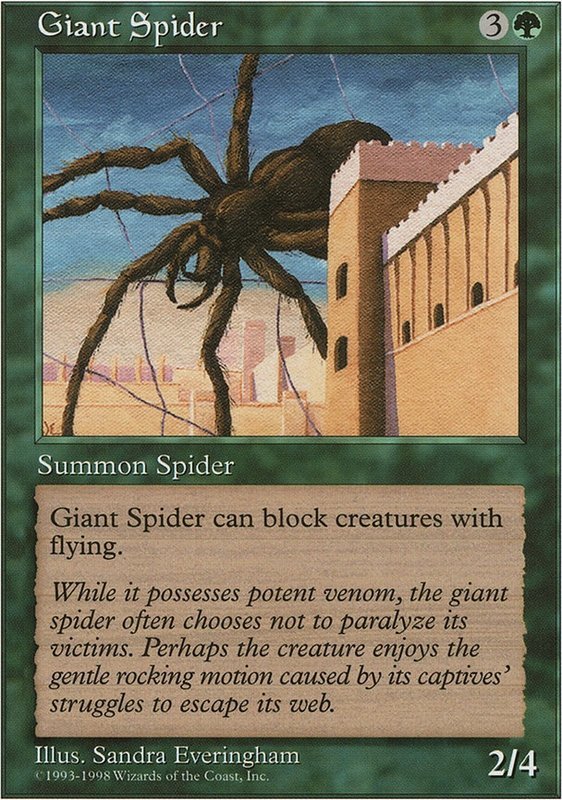 Giant Spider 3
Summon Spider
Giant Spider can block creatures with
flying.
While it possesses potent venom, the giant
spider often chooses not to paralyze its
victims. Perhaps the creature enjoys the
gentle rocking motion caused by its captives'
struggles to escape its web.
Illus. Sandra Everingham
©1993-1998 Wizards of the Coast, Inc.
2/4